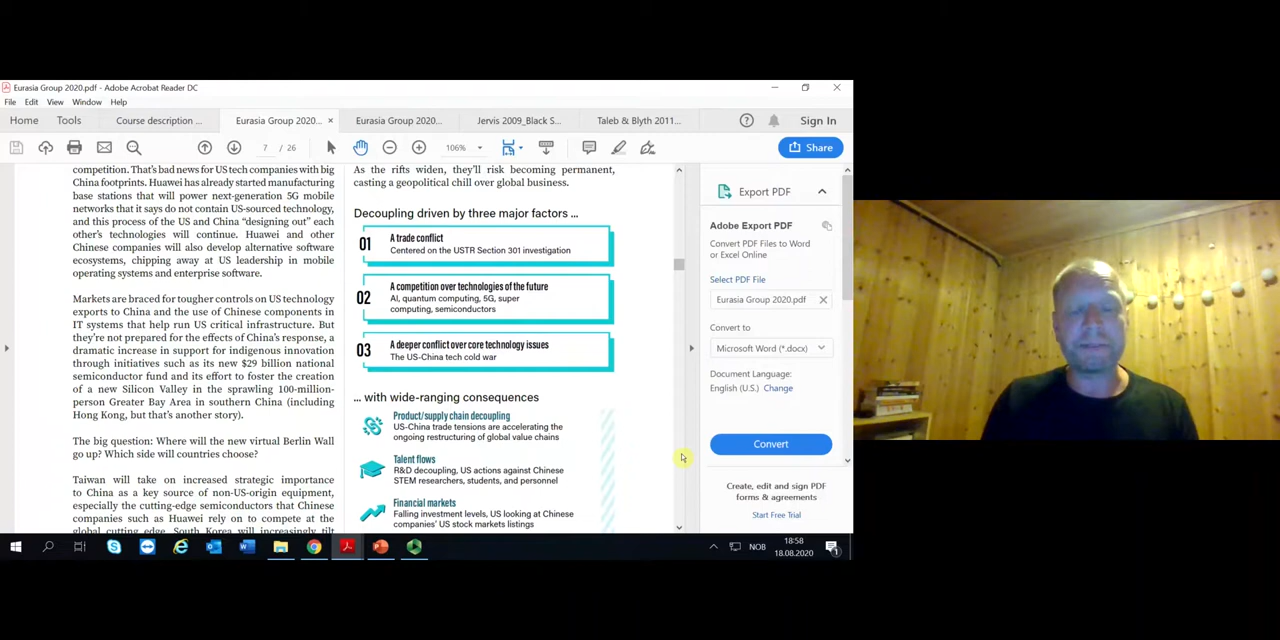 Eurasia Group 2020.pdf - Adobe Acrobat Reader DC
File Edit View Window Help
Home Tools Course description ... Eurasia Group 2020... × Eurasia Group 2020... Jervis 2009_Black S... Taleb & Blyth 2011... Sign In
7 / 26 106% Share
competition. That's bad news for US tech companies with big
China footprints. Huawei has already started manufacturing
base stations that will power next-generation 5G mobile
networks that it says do not contain US-sourced technology,
and this process of the US and China “designing out” each
other's technologies will continue. Huawei and other
Chinese companies will also develop alternative software
ecosystems, chipping away at US leadership in mobile
operating systems and enterprise software.
Markets are braced for tougher controls on US technology
exports to China and the use of Chinese components in
IT systems that help run US critical infrastructure. But
they're not prepared for the effects of China's response, a
dramatic increase in support for indigenous innovation
through initiatives such as its new $29 billion national
semiconductor fund and its effort to foster the creation
of a new Silicon Valley in the sprawling 100-million-
person Greater Bay Area in southern China (including
Hong Kong, but that's another story).
The big question: Where will the new virtual Berlin Wall
go up? Which side will countries choose?
Taiwan will take on increased strategic importance
to China as a key source of non-US-origin equipment,
especially the cutting-edge semiconductors that Chinese
companies such as Huawei rely on to compete at the
global cutting edge. South Korea will increasingly tilt
As the rifts widen, they'll risk becoming permanent,
casting a geopolitical chill over global business.
Decoupling driven by three major factors ...
01 A trade conflict
Centered on the USTR Section 301 investigation
02 A competition over technologies of the future
AI, quantum computing, 5G, super
computing, semiconductors
03 A deeper conflict over core technology issues
The US-China tech cold war
... with wide-ranging consequences
Product/supply chain decoupling
US-China trade tensions are accelerating the
ongoing restructuring of global value chains
Talent flows
R&D decoupling, US actions against Chinese
STEM researchers, students, and personnel
Financial markets
Falling investment levels, US looking at Chinese
companies' US stock markets listings
Export PDF
Adobe Export PDF
Convert PDF Files to Word
or Excel Online
Select PDF File
Eurasia Group 2020.pdf
Convert to
Microsoft Word (*.docx)
Document Language:
English (U.S.) Change
Convert
Create, edit and sign PDF
forms & agreements
Start Free Trial
NOB
18:58
18.08.2020